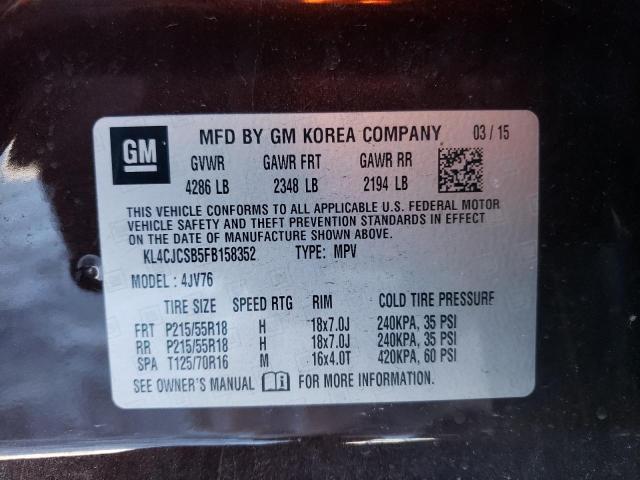 GM MFD BY GM KOREA COMPANY 03 / 15
GVWR GAWR FRT GAWR RR
4286 LB 2348 LB 2194 LB
THIS VEHICLE CONFORMS TO ALL APPLICABLE U.S. FEDERAL MOTOR
VEHICLE SAFETY AND THEFT PREVENTION STANDARDS IN EFFECT
ON THE DATE OF MANUFACTURE SHOWN ABOVE.
KL4CJCSB5FB158352 TYPE: MPV
MODEL : 4JV76
TIRE SIZE SPEED RTG RIM COLD TIRE PRESSURE
FRT P215/55R18 H 18x7.0J 240KPA, 35 PSI
RR P215/55R18 H 18x7.0J 240KPA, 35 PSI
SPA T125/70R16 M 16x4.0T 420KPA, 60 PSI
SEE OWNER'S MANUAL FOR MORE INFORMATION.